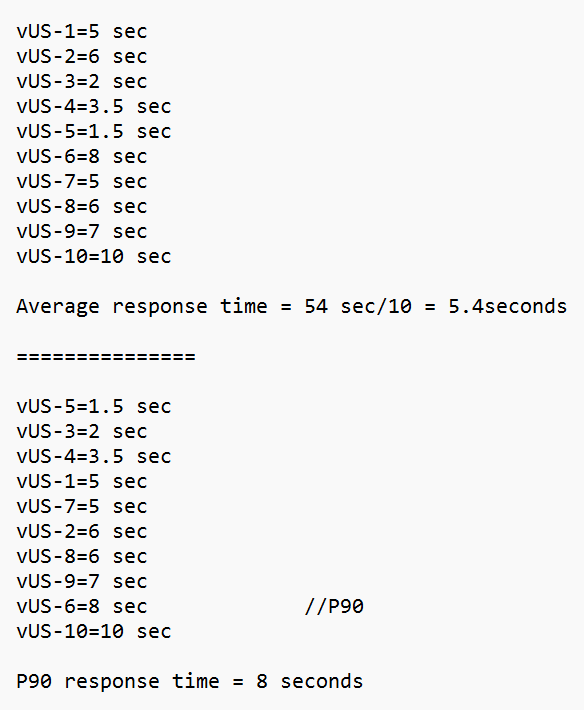 vUS-1=5 sec
vUS-2=6 sec
vUS-3=2 sec
vUS-4=3.5 sec
vUS-5=1.5 sec
vUS-6=8 sec
vUS-7=5 sec
vUS-8=6 sec
vUS-9=7 sec
vUS-10=10 sec
Average response time = 54 sec/10 = 5.4seconds
===============
vUS-5=1.5 sec
vUS-3=2 sec
vUS-4=3.5 sec
vUS-1=5 sec
vUS-7=5 sec
vUS-2=6 sec
vUS-8=6 sec
vUS-9=7 sec
vUS-6=8 sec             //P90
vUS-10=10 sec
P90 response time = 8 seconds